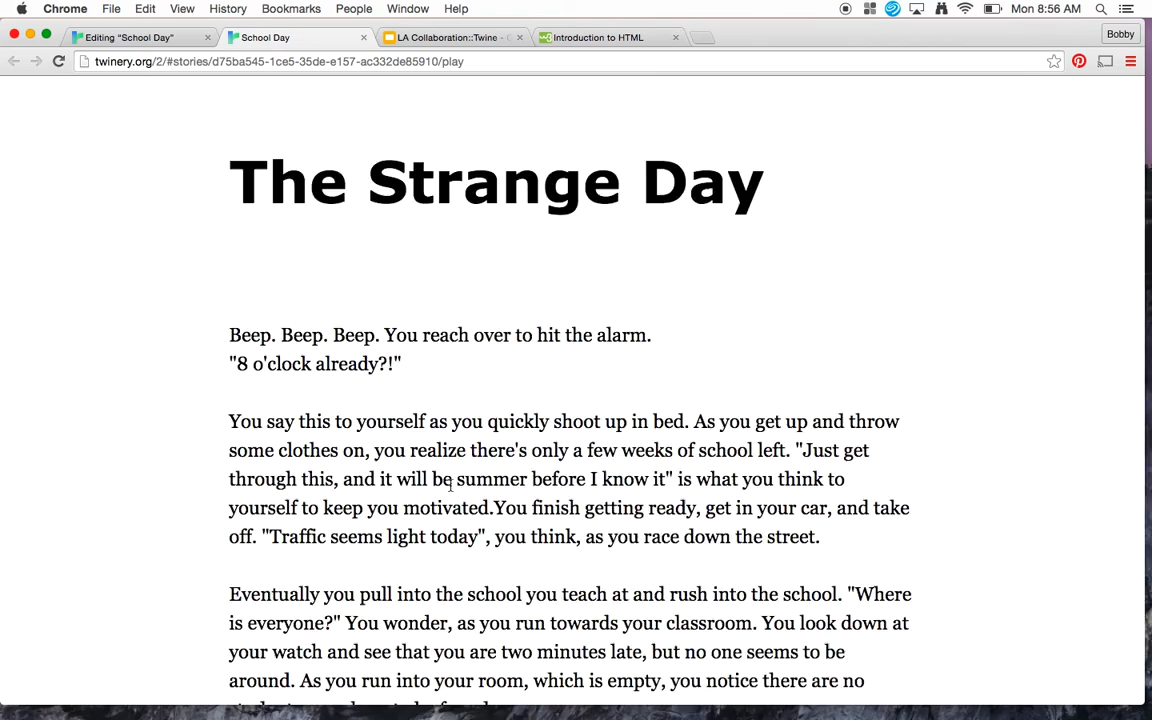 Chrome File Edit View History Bookmarks People Window Help Mon 8:56 AM
Editing "School Day" School Day LA Collaboration::Twine - Introduction to HTML Bobby
twinery.org/2/#stories/d75ba545-1ce5-35de-e157-ac332de85910/play
The Strange Day
Beep. Beep. Beep. You reach over to hit the alarm.
"8 o'clock already?!"
You say this to yourself as you quickly shoot up in bed. As you get up and throw
some clothes on, you realize there's only a few weeks of school left. "Just get
through this, and it will be summer before I know it" is what you think to
yourself to keep you motivated.You finish getting ready, get in your car, and take
off. "Traffic seems light today", you think, as you race down the street.
Eventually you pull into the school you teach at and rush into the school. "Where
is everyone?" You wonder, as you run towards your classroom. You look down at
your watch and see that you are two minutes late, but no one seems to be
around. As you run into your room, which is empty, you notice there are no